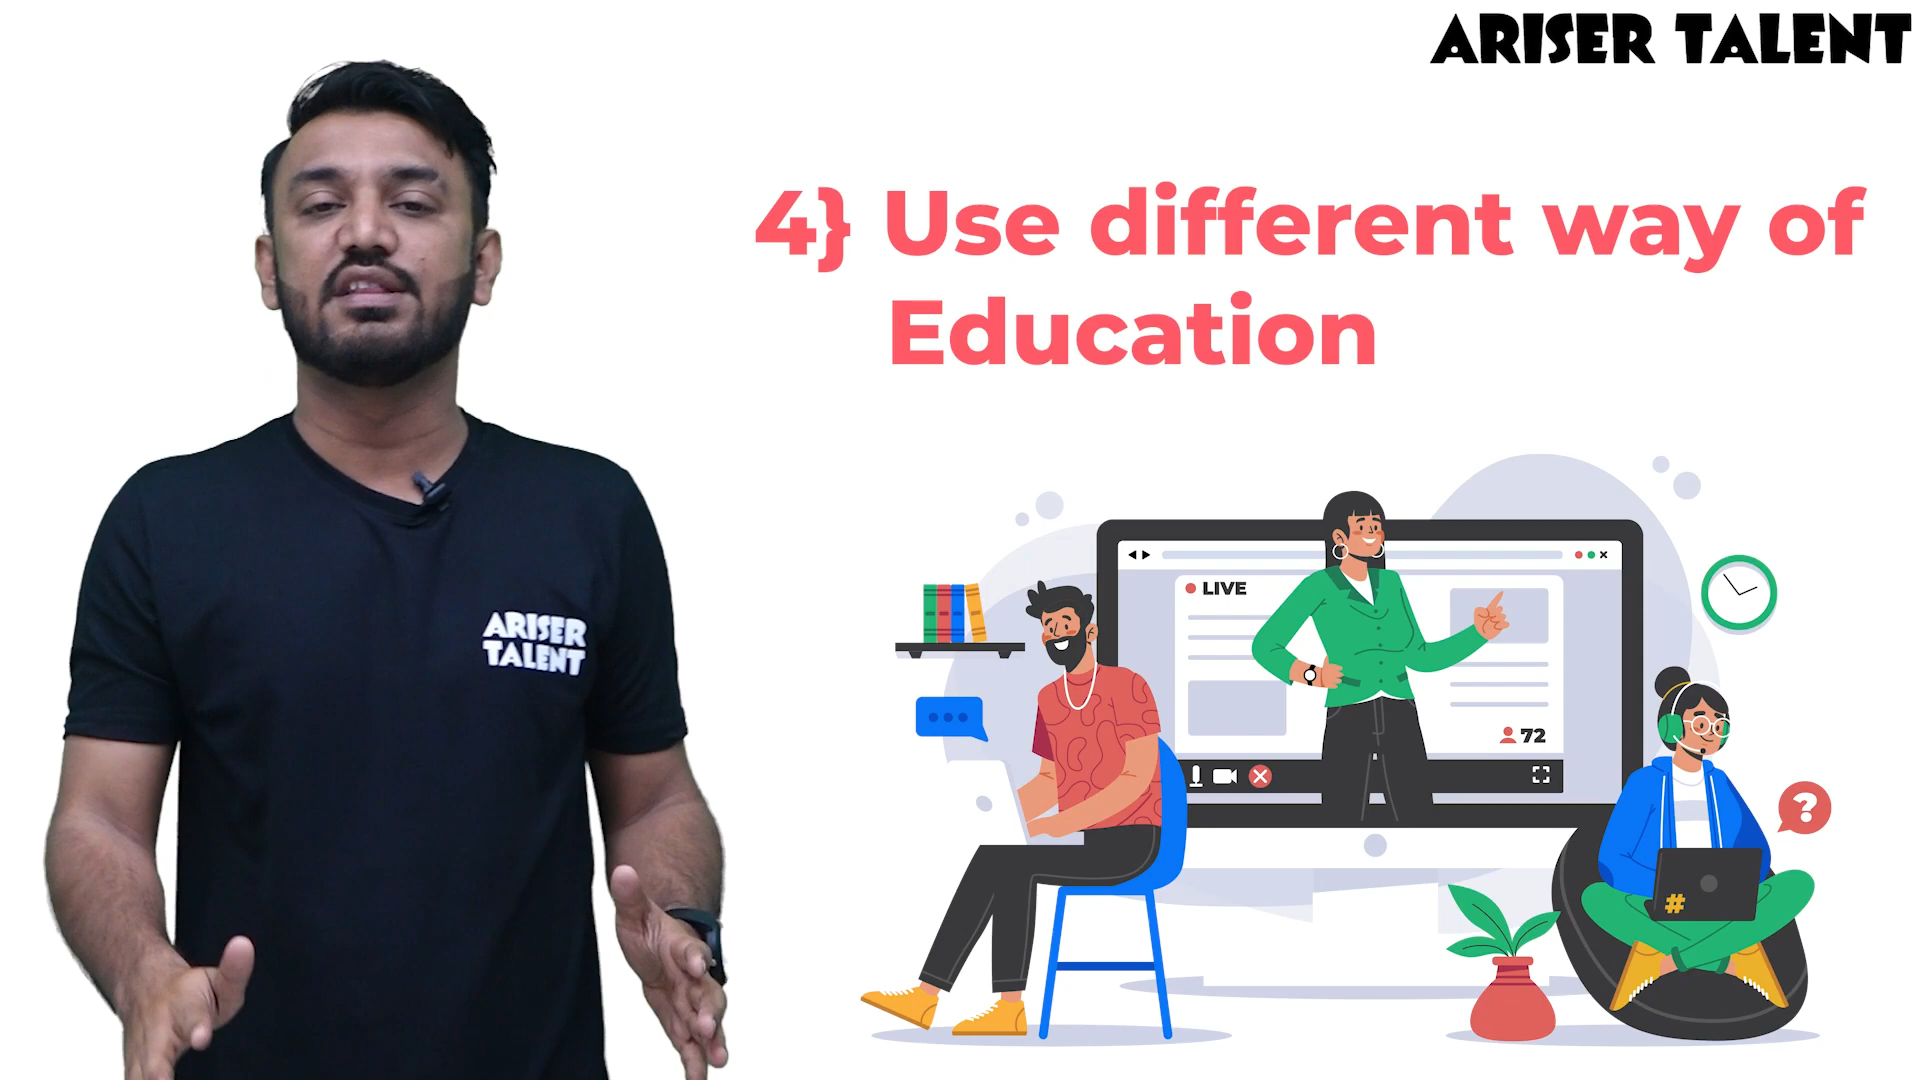 ARISER TALENT
4} Use different way of
Education
ARISER
TALENT
LIVE
72
?
#